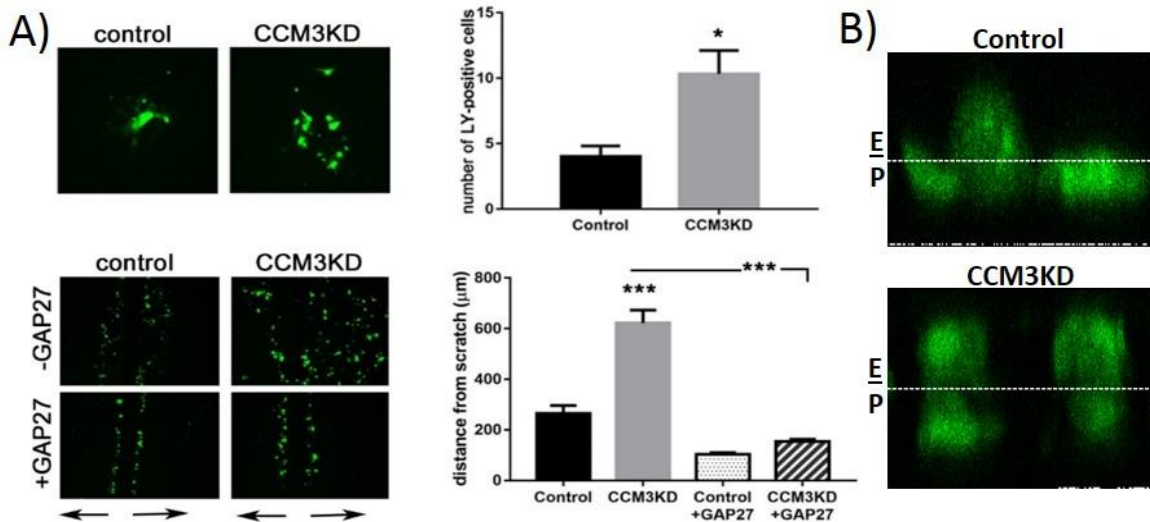 A)
control
CCM3KD
15
10
5
0
number of LY-positive cells
*
Control
CCM3KD
control
CCM3KD
-GAP27
+GAP27
800
600
400
200
0
distance from scratch (μm)
***
***
Control
CCM3KD
Control
+GAP27
CCM3KD
+GAP27
B)
Control
E
P
CCM3KD
E
P